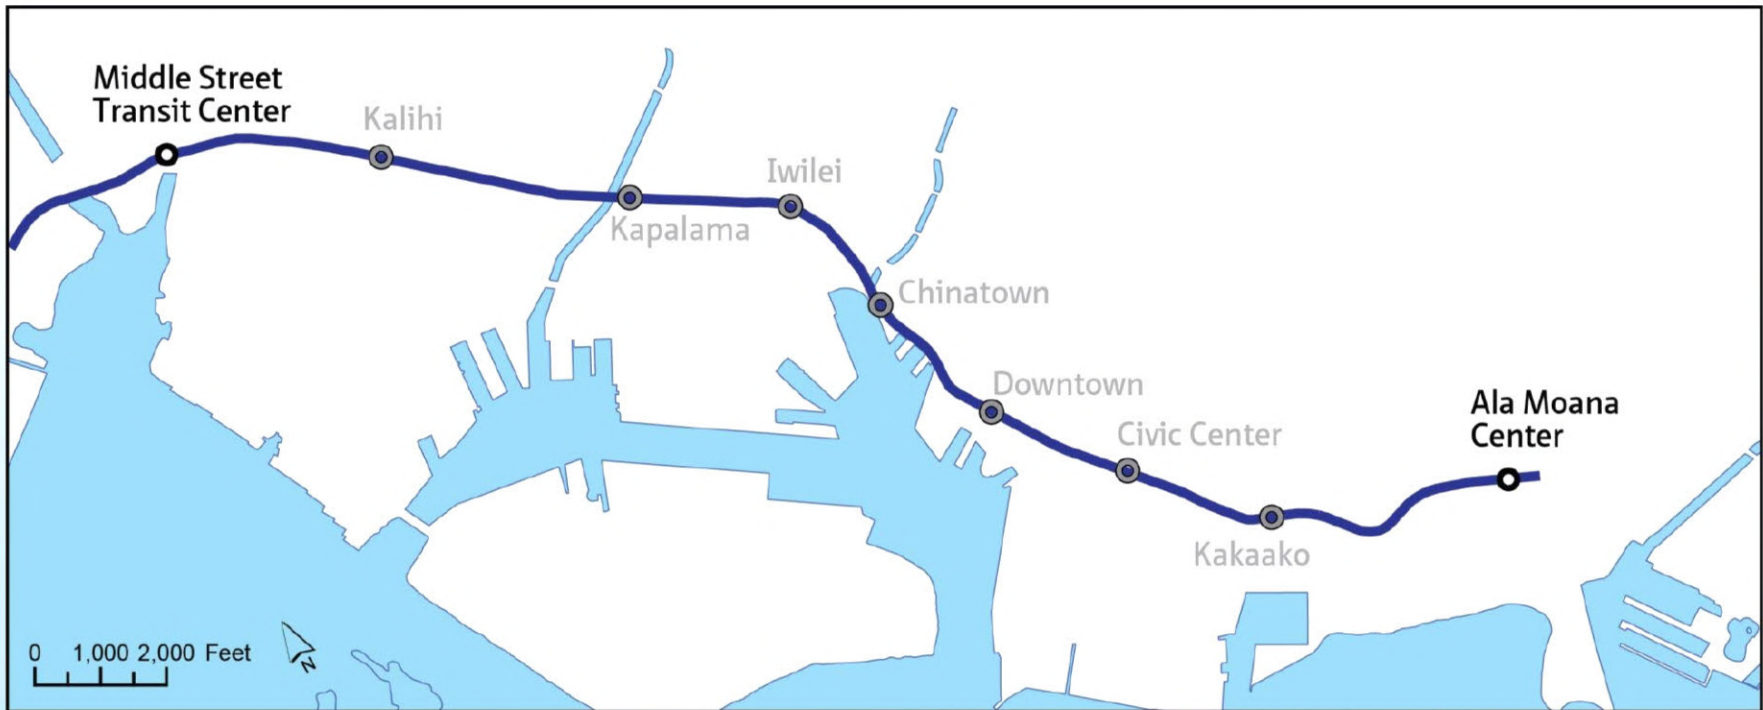 Middle Street
Transit Center
Kalihi
Iwilei
Kapalama
Chinatown
Downtown
Civic Center
Ala Moana
Center
Kakaako
0 1,000 2,000 Feet
N